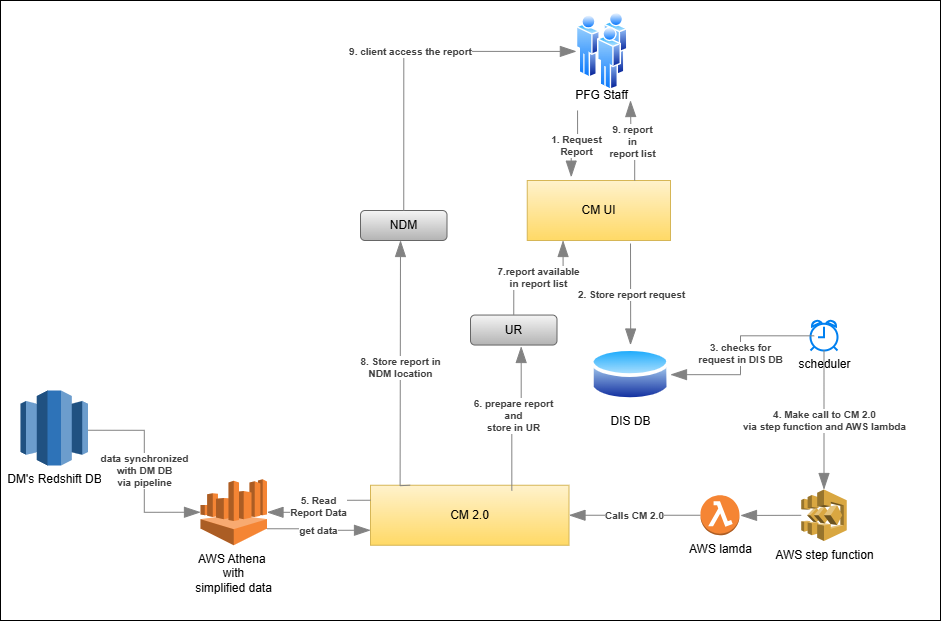 9. client access the report
PFG Staff
1. Request
Report
9. report
in
report list
CM UI
NDM
7.report available
in report list
2. Store report request
UR
3. checks for
request in DIS DB
scheduler
8. Store report in
NDM location
DIS DB
6. prepare report
and
store in UR
4. Make call to CM 2.0
via step function and AWS lambda
DM's Redshift DB
data synchronized
with DM DB
via pipeline
5. Read
Report Data
get data
CM 2.0
Calls CM 2.0
AWS lamda
AWS step function
AWS Athena
with
simplified data